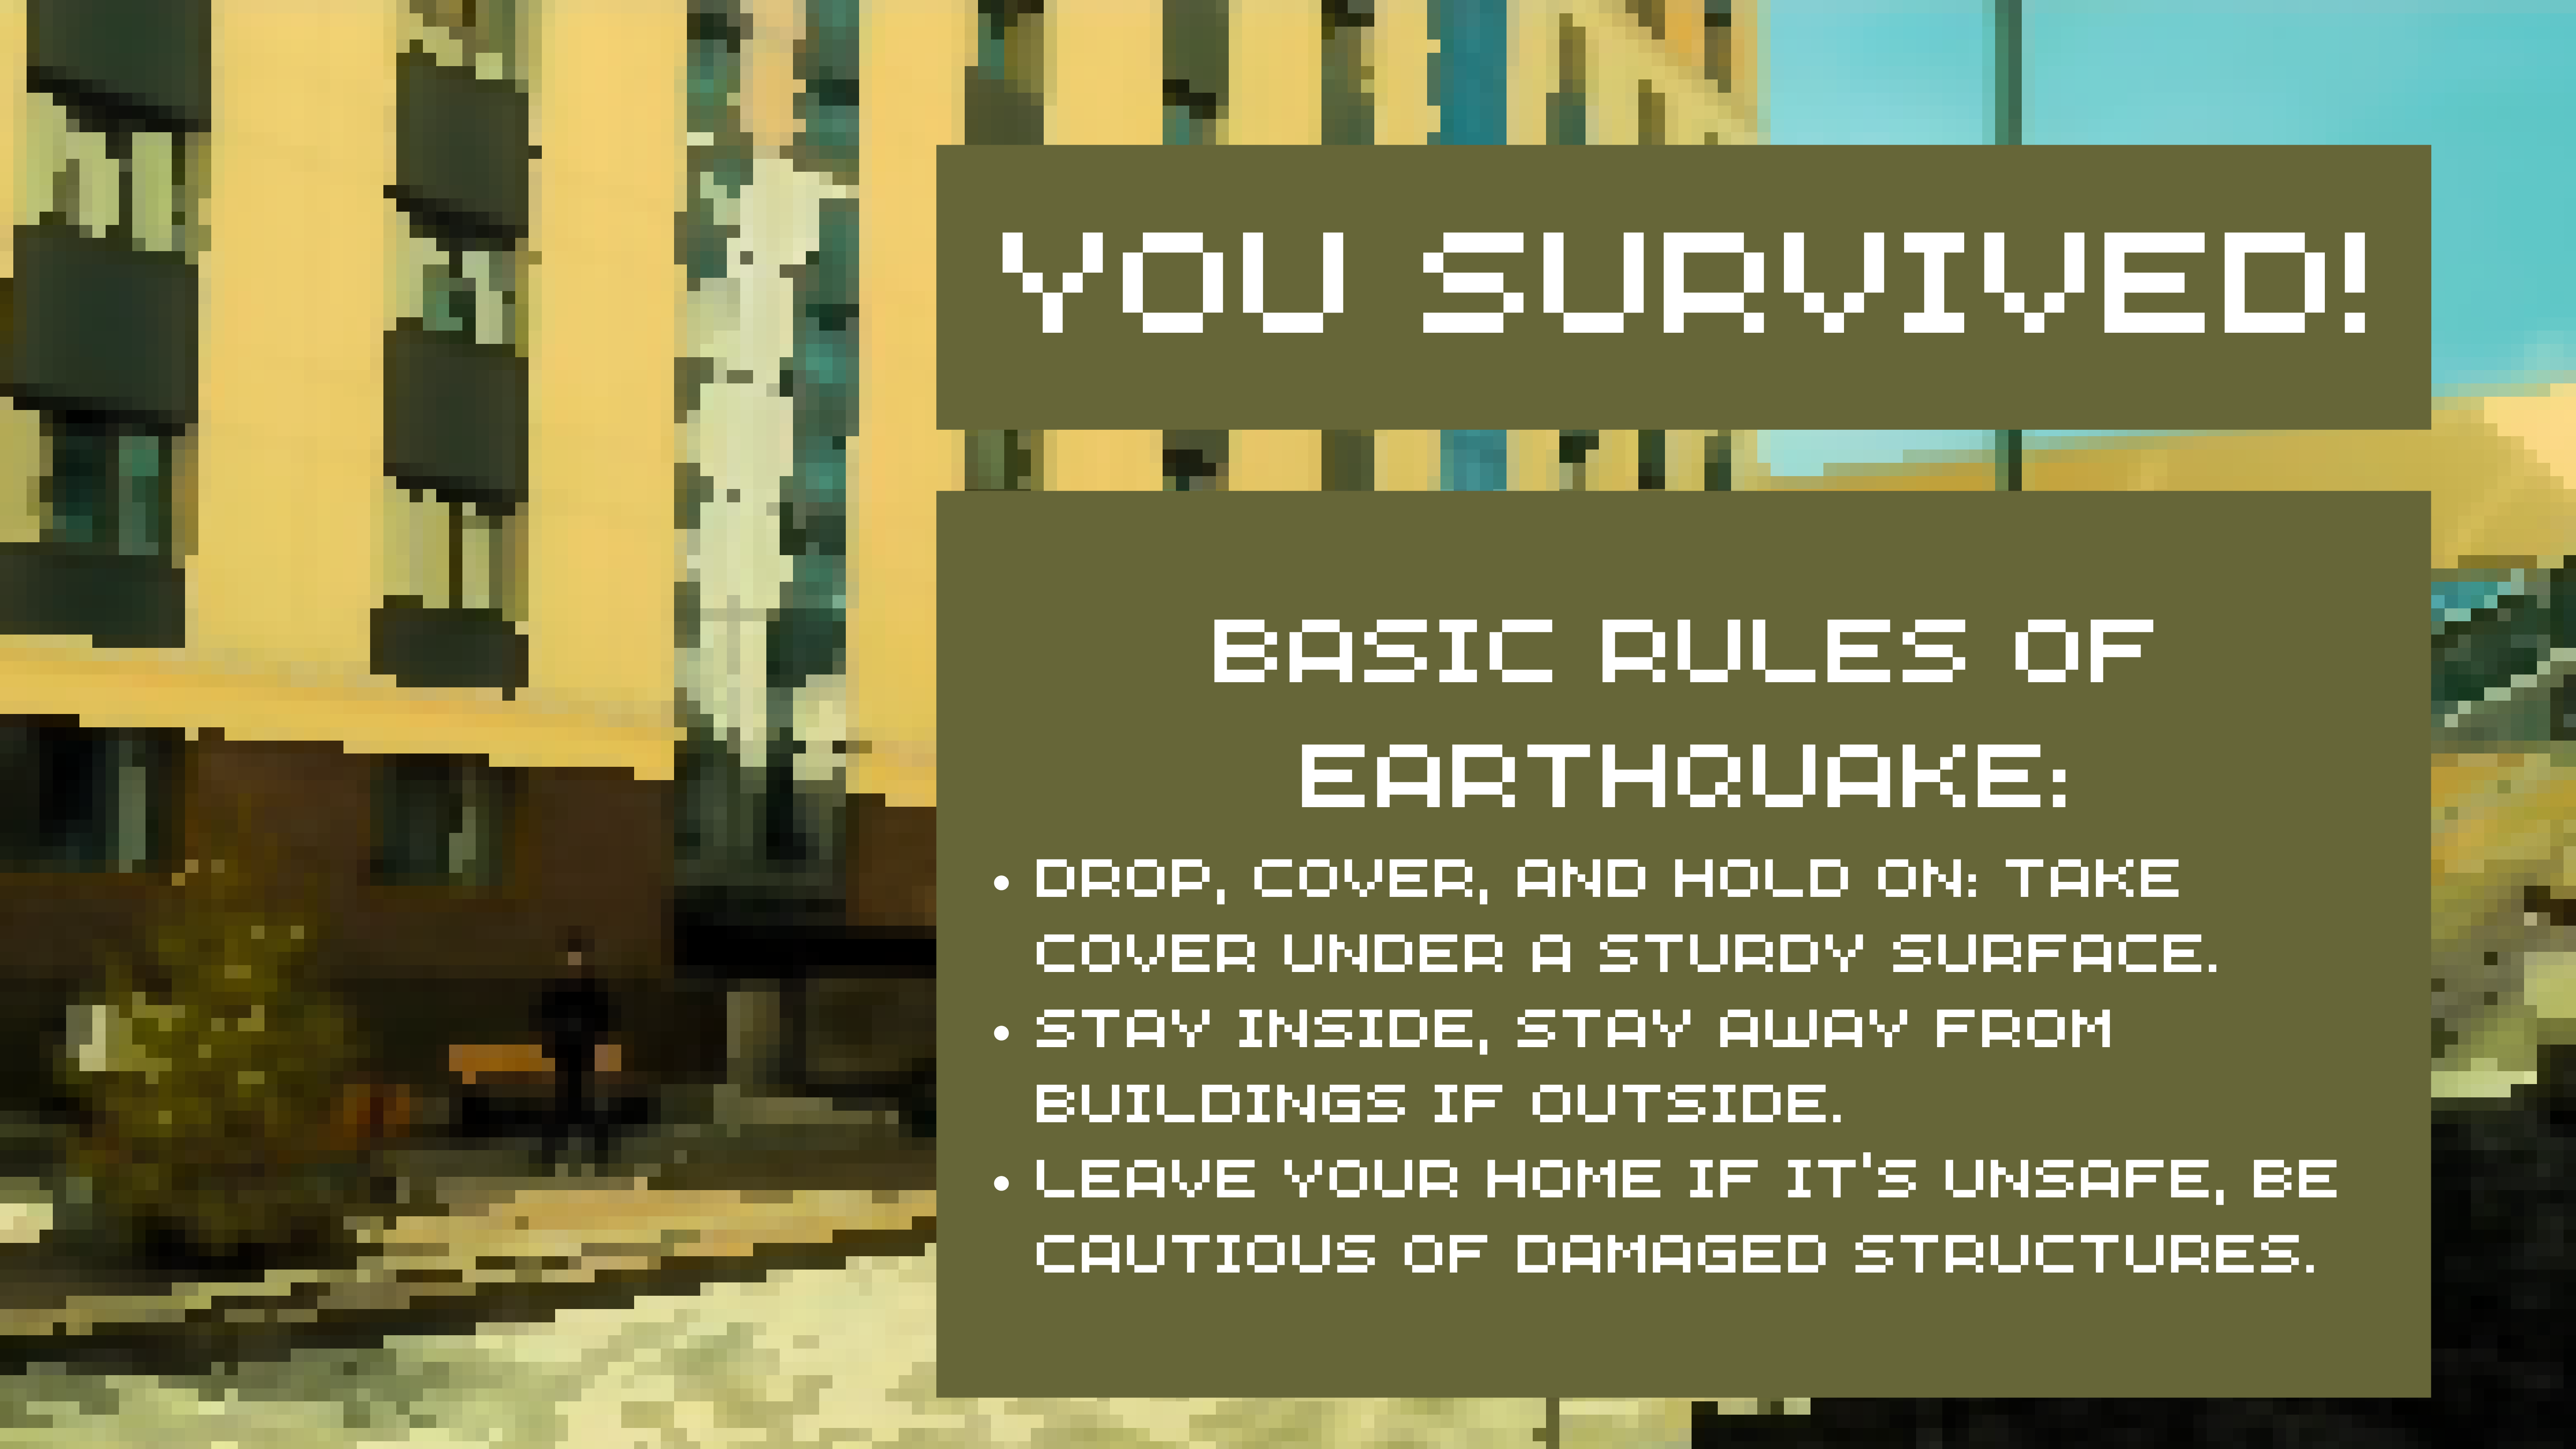 YOU SURVIVED!
BASIC RULES OF
EARTHQUAKE:
• DROP, COVER, AND HOLD ON: TAKE
COVER UNDER A STURDY SURFACE.
• STAY INSIDE, STAY AWAY FROM
BUILDINGS IF OUTSIDE.
• LEAVE YOUR HOME IF IT'S UNSAFE, BE
CAUTIOUS OF DAMAGED STRUCTURES.